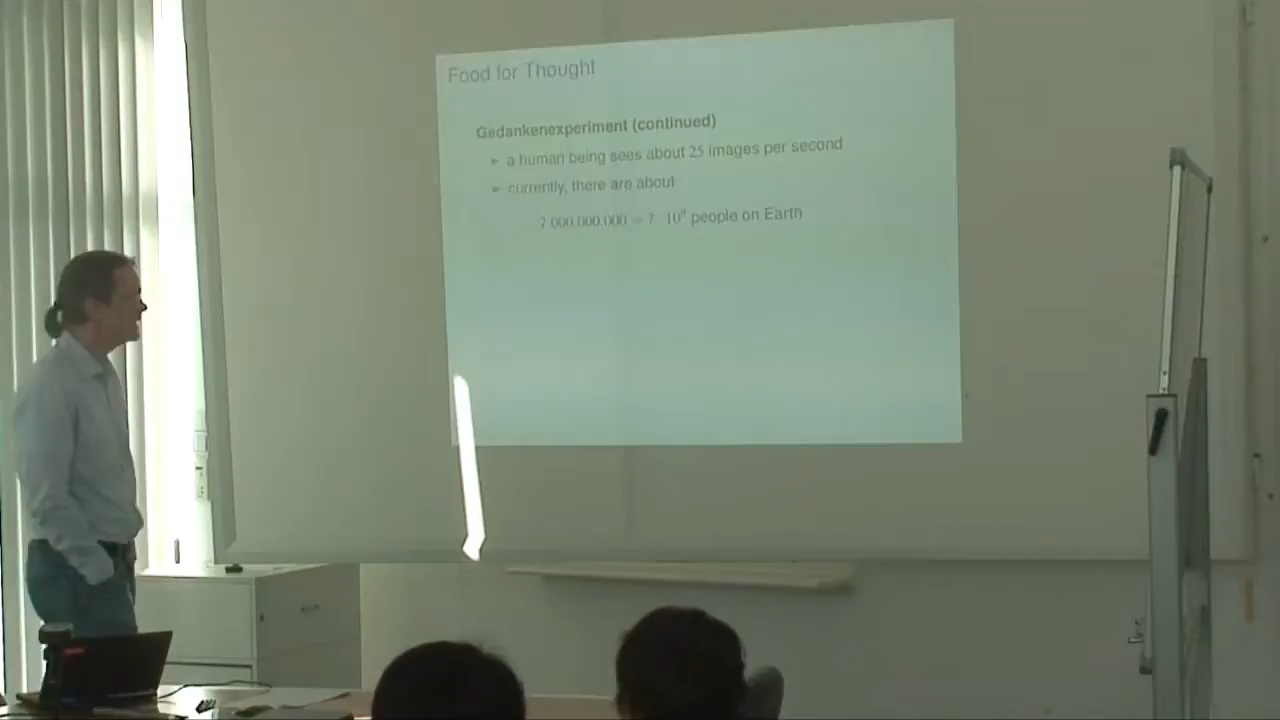 Food for Thought
Gedankenexperiment (continued)
▸ a human being sees about 25 images per second
▸ currently, there are about
7 000 000 000 = 7 · 10⁹ people on Earth